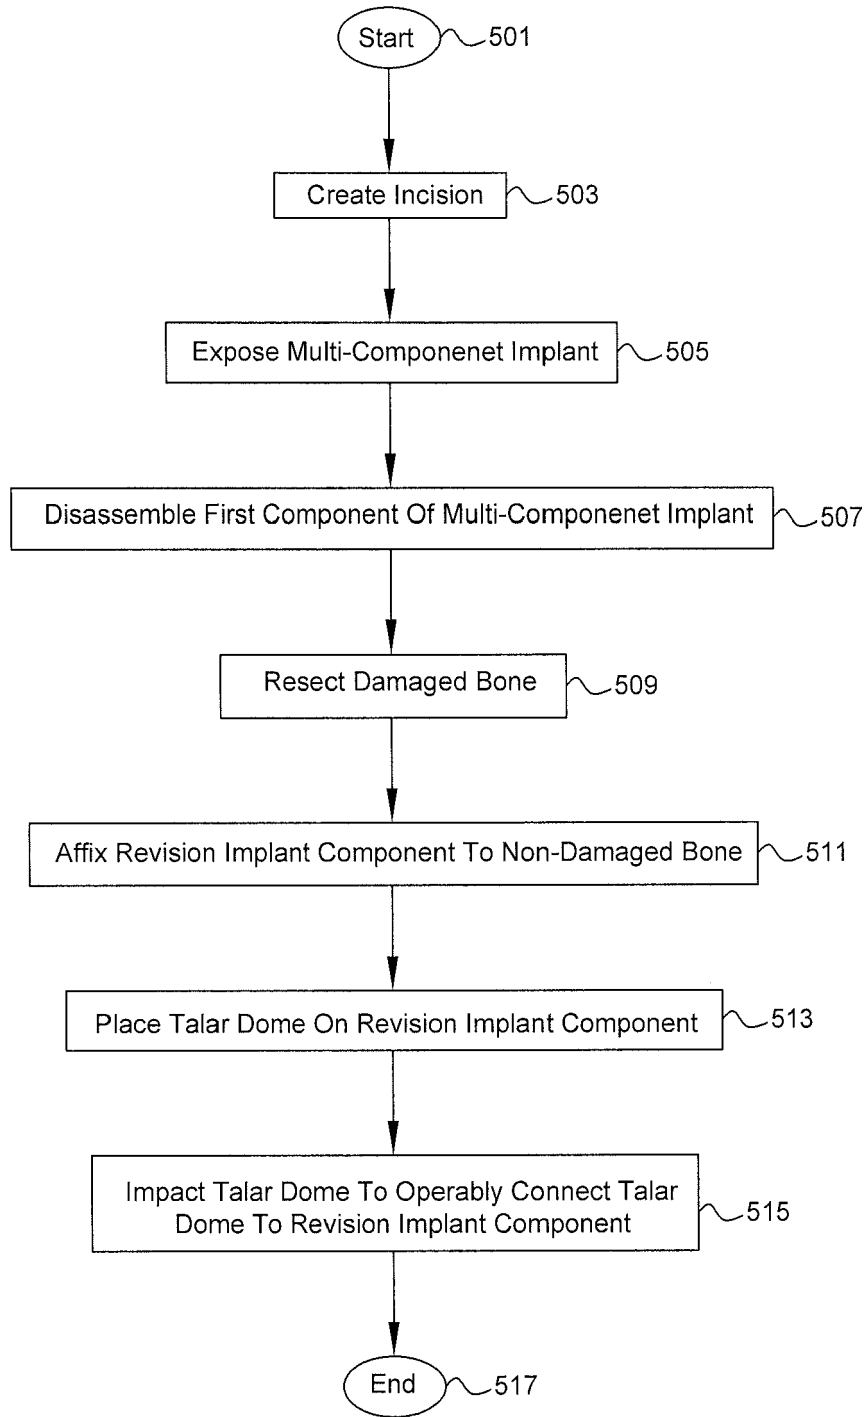 Start
501
Create Incision
503
Expose Multi-Componenet Implant
505
Disassemble First Component Of Multi-Componenet Implant
507
Resect Damaged Bone
509
Affix Revision Implant Component To Non-Damaged Bone
511
Place Talar Dome On Revision Implant Component
513
Impact Talar Dome To Operably Connect Talar
Dome To Revision Implant Component
515
End
517